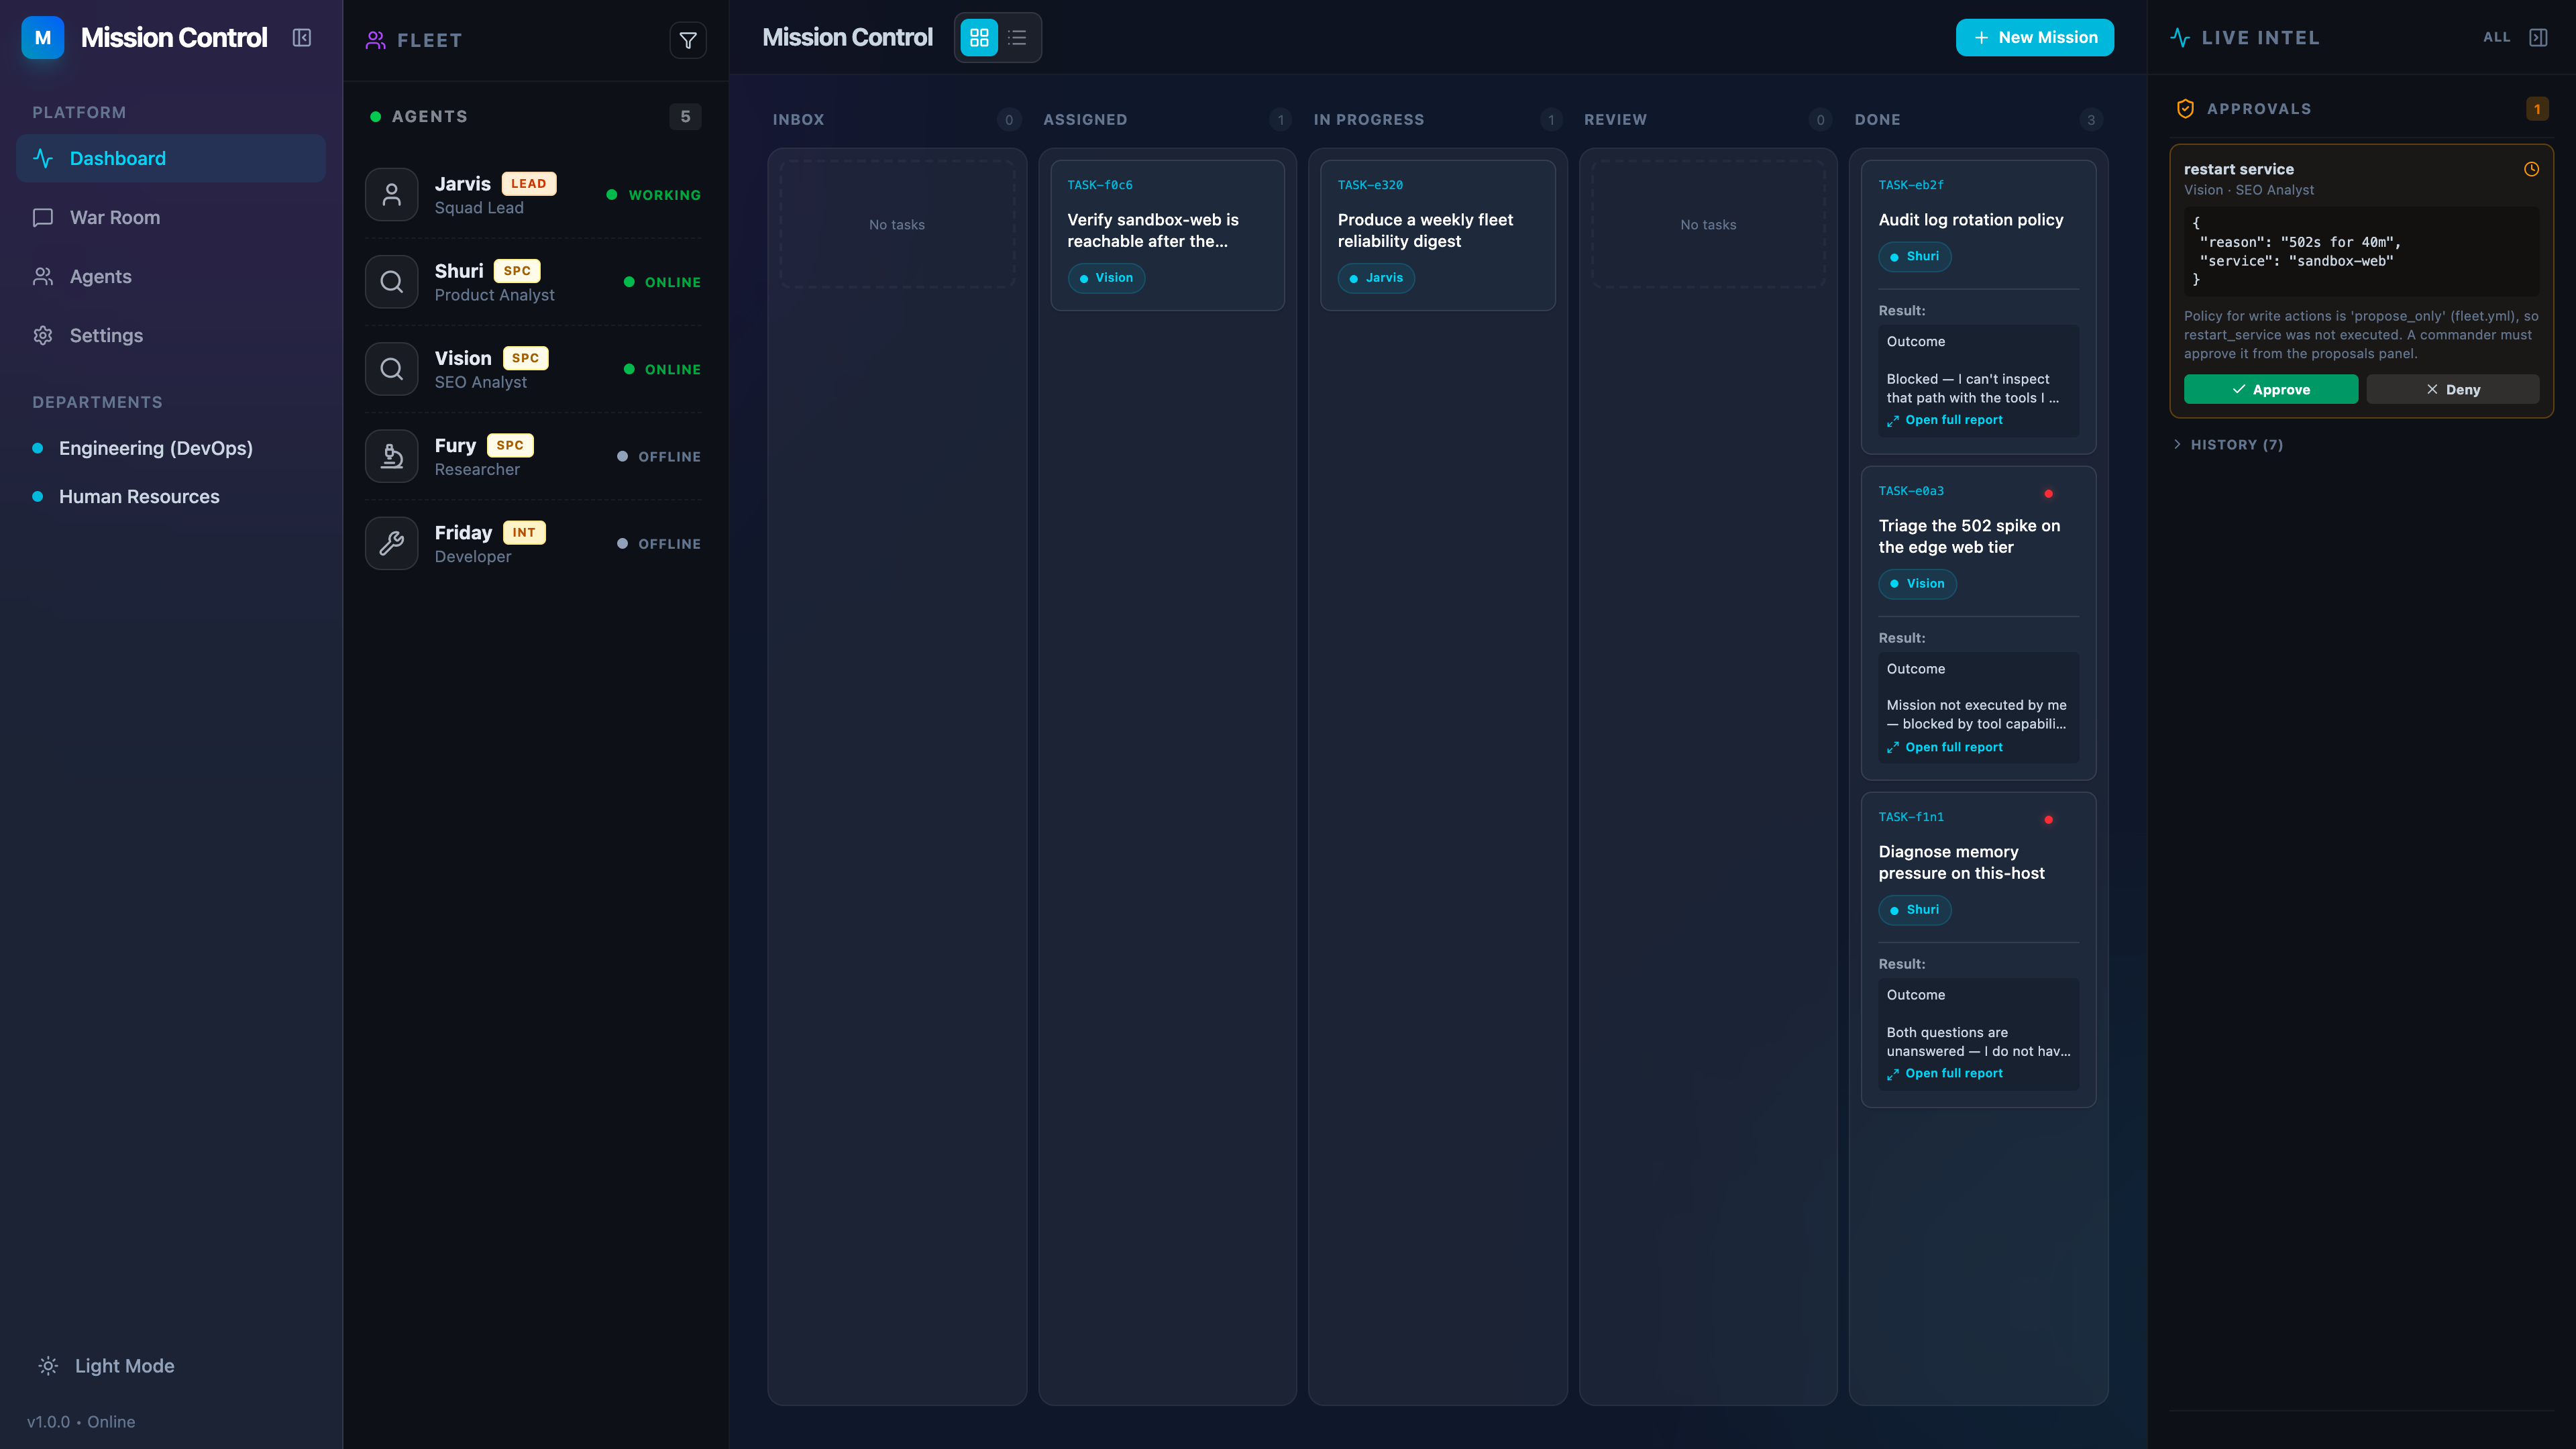 M
Mission Control
PLATFORM
Dashboard
War Room
Agents
Settings
DEPARTMENTS
Engineering (DevOps)
Human Resources
Light Mode
v1.0.0 • Online
FLEET
AGENTS
5
Jarvis LEAD
Squad Lead
WORKING
Shuri SPC
Product Analyst
ONLINE
Vision SPC
SEO Analyst
ONLINE
Fury SPC
Researcher
OFFLINE
Friday INT
Developer
OFFLINE
Mission Control
New Mission
INBOX 0
No tasks
ASSIGNED 1
TASK-f0c6
Verify sandbox-web is
reachable after the...
Vision
IN PROGRESS 1
TASK-e320
Produce a weekly fleet
reliability digest
Jarvis
REVIEW 0
No tasks
DONE 3
TASK-eb2f
Audit log rotation policy
Shuri
Result:
Outcome
Blocked — I can't inspect
that path with the tools I ...
Open full report
TASK-e0a3
Triage the 502 spike on
the edge web tier
Vision
Result:
Outcome
Mission not executed by me
— blocked by tool capabili...
Open full report
TASK-f1n1
Diagnose memory
pressure on this-host
Shuri
Result:
Outcome
Both questions are
unanswered — I do not hav...
Open full report
LIVE INTEL
ALL
APPROVALS
1
restart service
Vision · SEO Analyst
{
"reason": "502s for 40m",
"service": "sandbox-web"
}
Policy for write actions is 'propose_only' (fleet.yml), so
restart_service was not executed. A commander must
approve it from the proposals panel.
Approve
Deny
HISTORY (7)